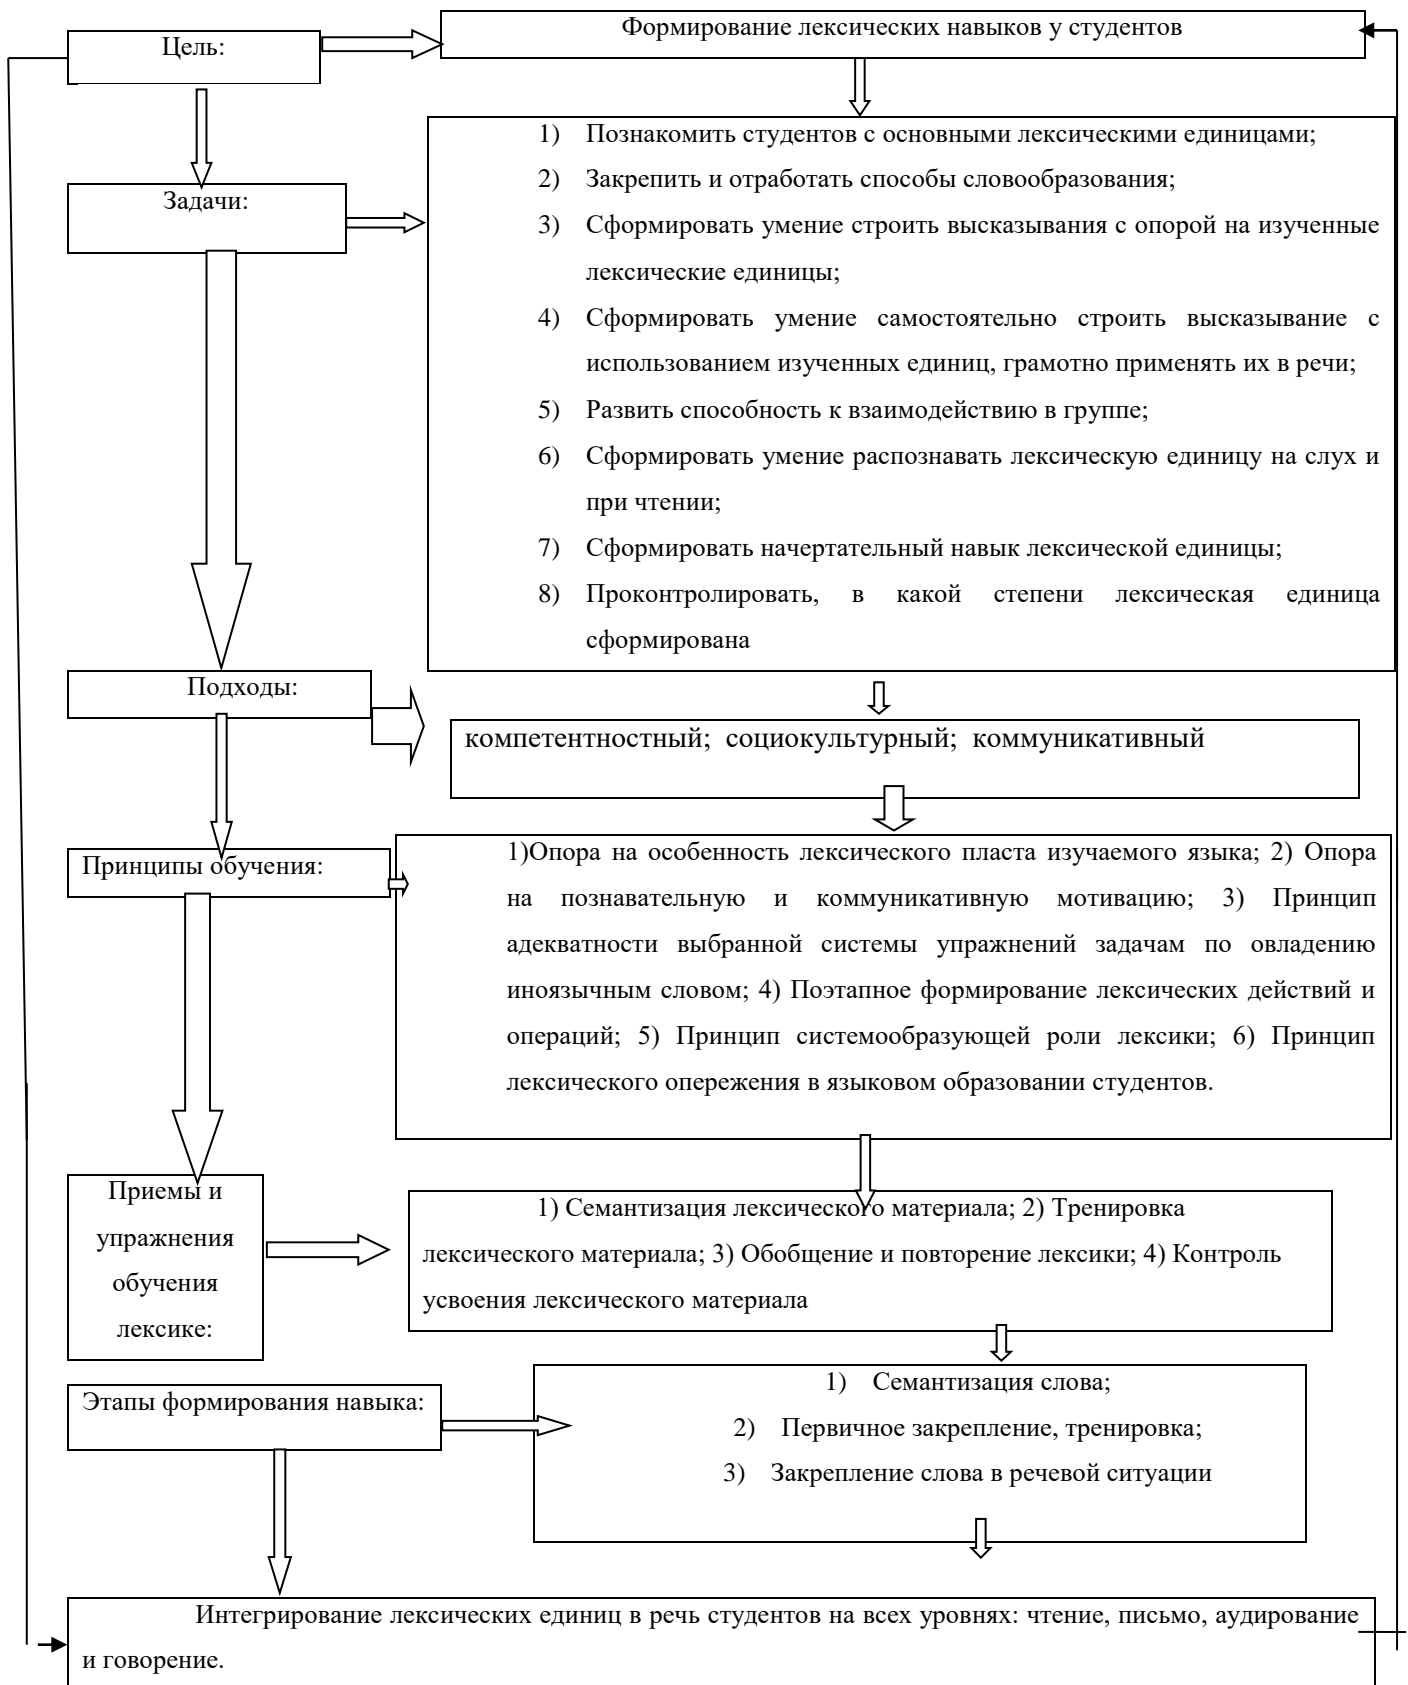 Цель:
Формирование лексических навыков у студентов
Задачи:
1) Познакомить студентов с основными лексическими единицами;
2) Закрепить и отработать способы словообразования;
3) Сформировать умение строить высказывания с опорой на изученные
лексические единицы;
4) Сформировать умение самостоятельно строить высказывание с
использованием изученных единиц, грамотно применять их в речи;
5) Развить способность к взаимодействию в группе;
6) Сформировать умение распознавать лексическую единицу на слух и
при чтении;
7) Сформировать начертательный навык лексической единицы;
8) Проконтролировать, в какой степени лексическая единица
сформирована
Подходы:
компетентностный; социокультурный; коммуникативный
Принципы обучения:
1)Опора на особенность лексического пласта изучаемого языка; 2) Опора
на познавательную и коммуникативную мотивацию; 3) Принцип
адекватности выбранной системы упражнений задачам по овладению
иноязычным словом; 4) Поэтапное формирование лексических действий и
операций; 5) Принцип системообразующей роли лексики; 6) Принцип
лексического опережения в языковом образовании студентов.
Приемы и
упражнения
обучения
лексике:
1) Семантизация лексического материала; 2) Тренировка
лексического материала; 3) Обобщение и повторение лексики; 4) Контроль
усвоения лексического материала
Этапы формирования навыка:
1) Семантизация слова;
2) Первичное закрепление, тренировка;
3) Закрепление слова в речевой ситуации
Интегрирование лексических единиц в речь студентов на всех уровнях: чтение, письмо, аудирование
и говорение.